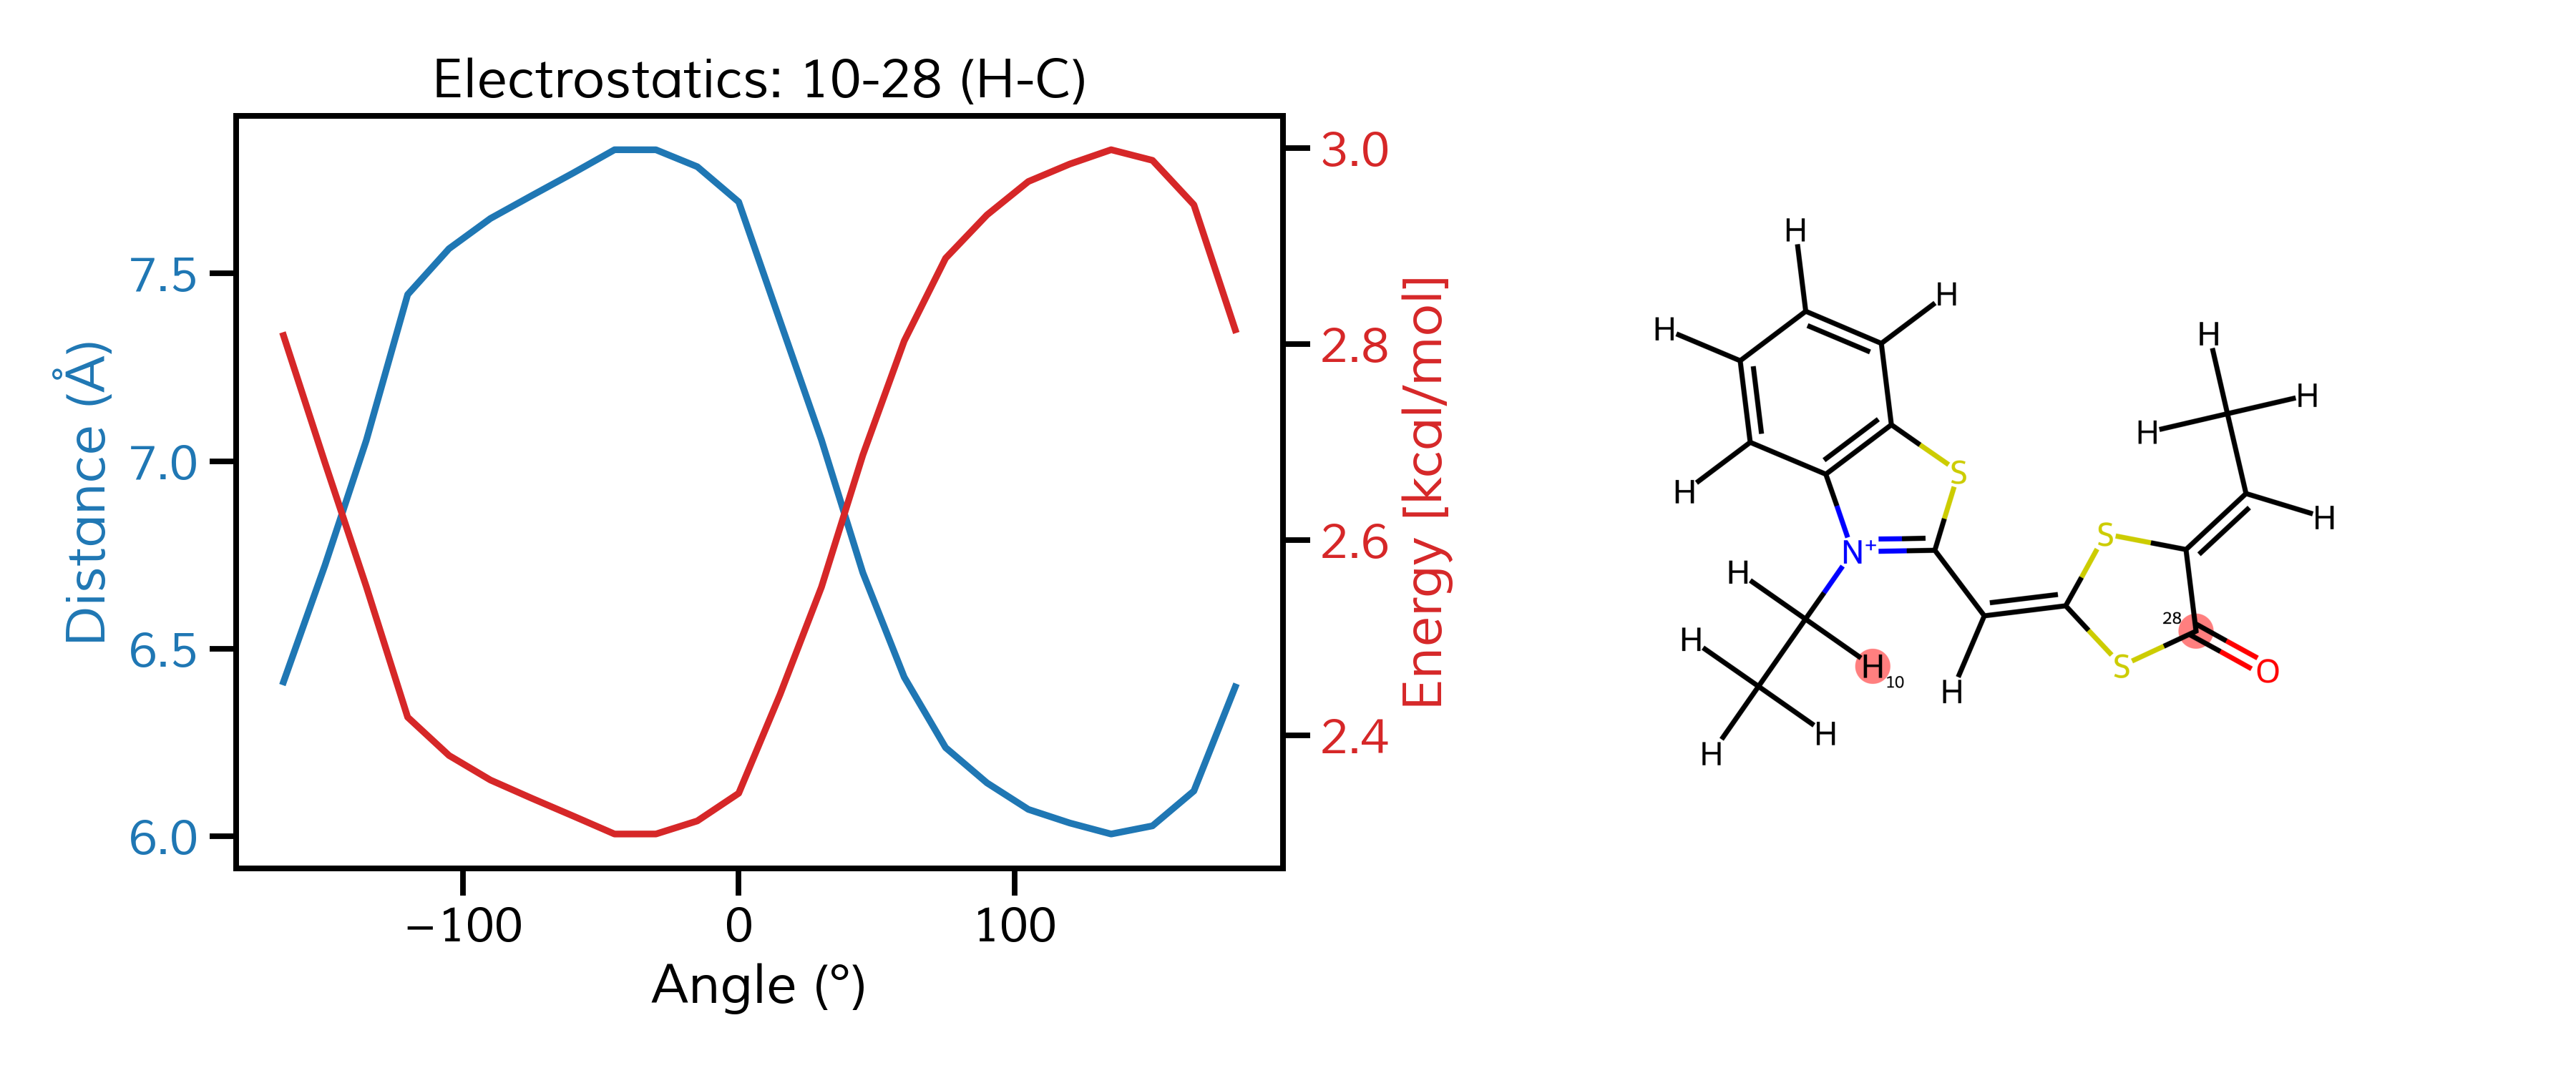 Electrostatics: 10-28 (H-C)
Distance (Å)
7.5
7.0
6.5
6.0
3.0
2.8
2.6
2.4
Energy [kcal/mol]
−100 0 100
Angle (°)
H
H
H
H
H
H
H
H
S
S
N⁺
H
H
H
H
H
10
H
28
S
O
H